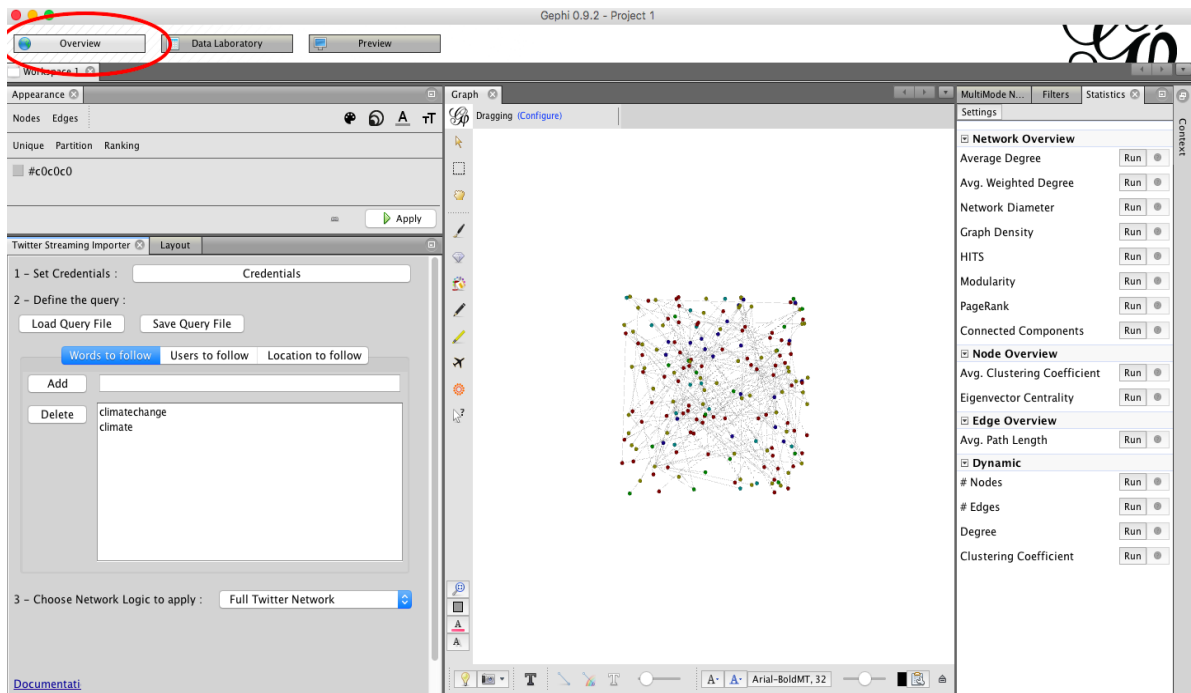 Gephi 0.9.2 - Project 1
Overview
Data Laboratory
Preview
Workspace 1
Appearance
Nodes Edges
Unique Partition Ranking
#c0c0c0
Apply
Twitter Streaming Importer
Layout
1 - Set Credentials :
Credentials
2 - Define the query :
Load Query File
Save Query File
Words to follow
Users to follow
Location to follow
Add
Delete
climatechange
climate
3 - Choose Network Logic to apply :
Full Twitter Network
Documentati
Graph
Dragging (Configure)
Arial-BoldMT, 32
MultiMode N...
Filters
Statistics
Settings
Network Overview
Average Degree Run
Avg. Weighted Degree Run
Network Diameter Run
Graph Density Run
HITS Run
Modularity Run
PageRank Run
Connected Components Run
Node Overview
Avg. Clustering Coefficient Run
Eigenvector Centrality Run
Edge Overview
Avg. Path Length Run
Dynamic
# Nodes Run
# Edges Run
Degree Run
Clustering Coefficient Run
Context